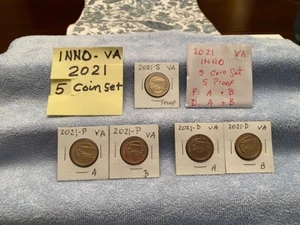 INNO - VA
2021
5 Coin Set
2021-S VA
Proof
2021 VA
INNO
5 Coin Set
S Proof
P: A + B
D: A + B
2021-P VA
A
2021-P VA
B
2021-D VA
A
2021-D VA
B